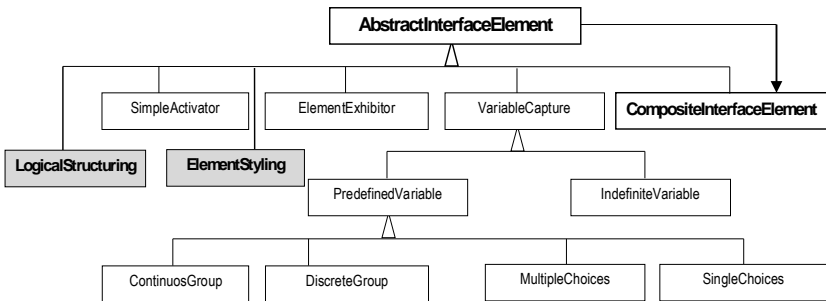 AbstractInterfaceElement
SimpleActivator
ElementExhibitor
VariableCapture
CompositeInterfaceElement
LogicalStructuring
ElementStyling
PredefinedVariable
IndefiniteVariable
ContinuosGroup
DiscreteGroup
MultipleChoices
SingleChoices